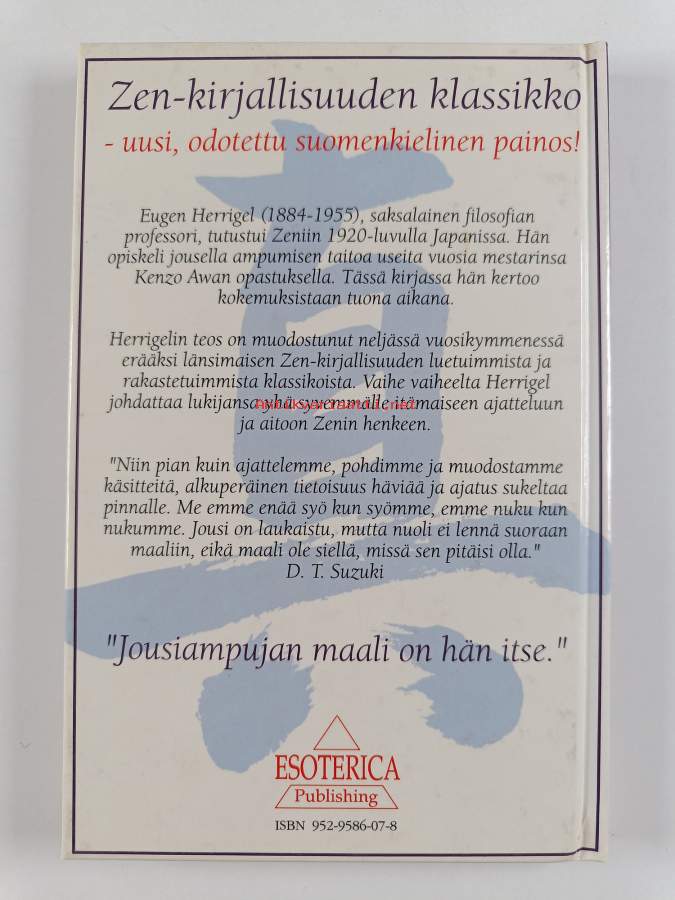 Zen-kirjallisuuden klassikko
- uusi, odotettu suomenkielinen painos!
Eugen Herrigel (1884-1955), saksalainen filosofian
professori, tutustui Zeniin 1920-luvulla Japanissa. Hän
opiskeli jousella ampumisen taitoa useita vuosia mestarinsa
Kenzo Awan opastuksella. Tässä kirjassa hän kertoo
kokemuksistaan tuona aikana.
Herrigelin teos on muodostunut neljässä vuosikymmenessä
erääksi länsimaisen Zen-kirjallisuuden luetuimmista ja
rakastetuimmista klassikoista. Vaihe vaiheelta Herrigel
johdattaa lukijansa yhä syvemmälle itämaiseen ajatteluun
ja aitoon Zenin henkeen.
"Niin pian kuin ajattelemme, pohdimme ja muodostamme
käsitteitä, alkuperäinen tietoisuus häviää ja ajatus sukeltaa
pinnalle. Me emme enää syö kun syömme, emme nuku kun
nukumme. Jousi on laukaistu, mutta nuoli ei lennä suoraan
maaliin, eikä maali ole siellä, missä sen pitäisi olla."
D. T. Suzuki
"Jousiampujan maali on hän itse."
ESOTERICA
Publishing
ISBN 952-9586-07-8